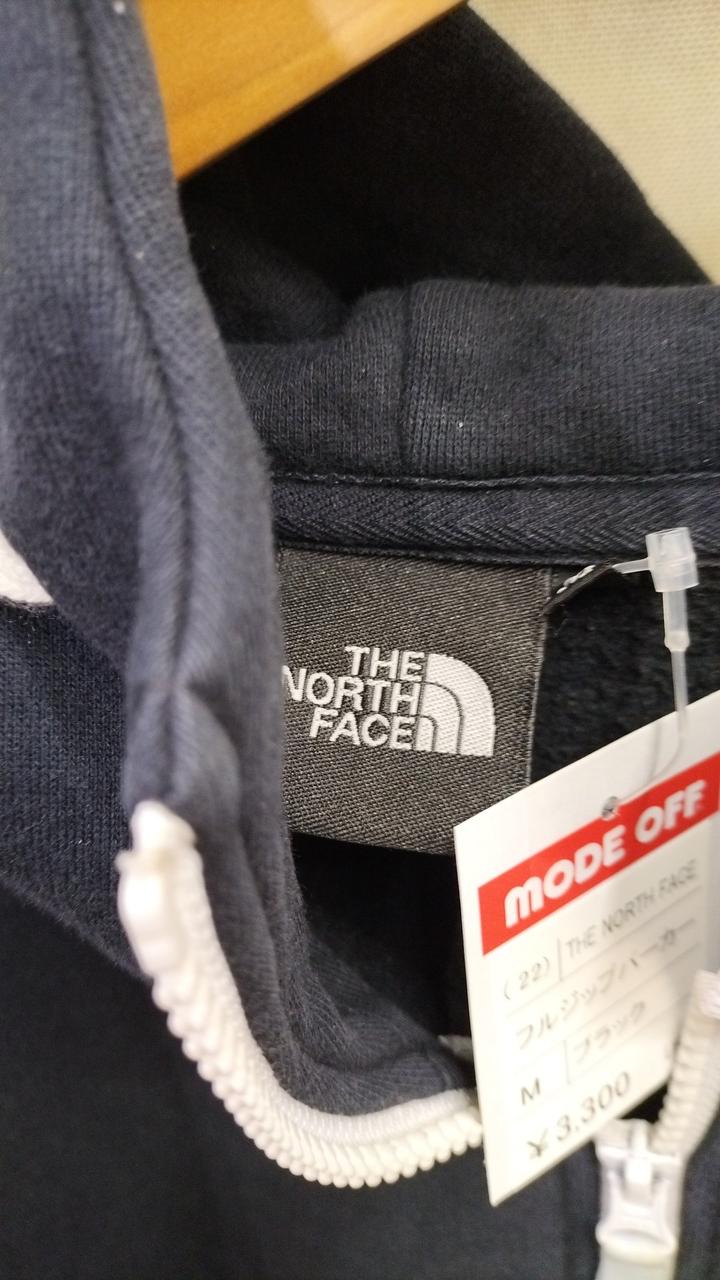 THE
NORTH
FACE
MODE OFF
(22) THE NORTH FACE
フルジップパーカー
M ブラック
¥3,300